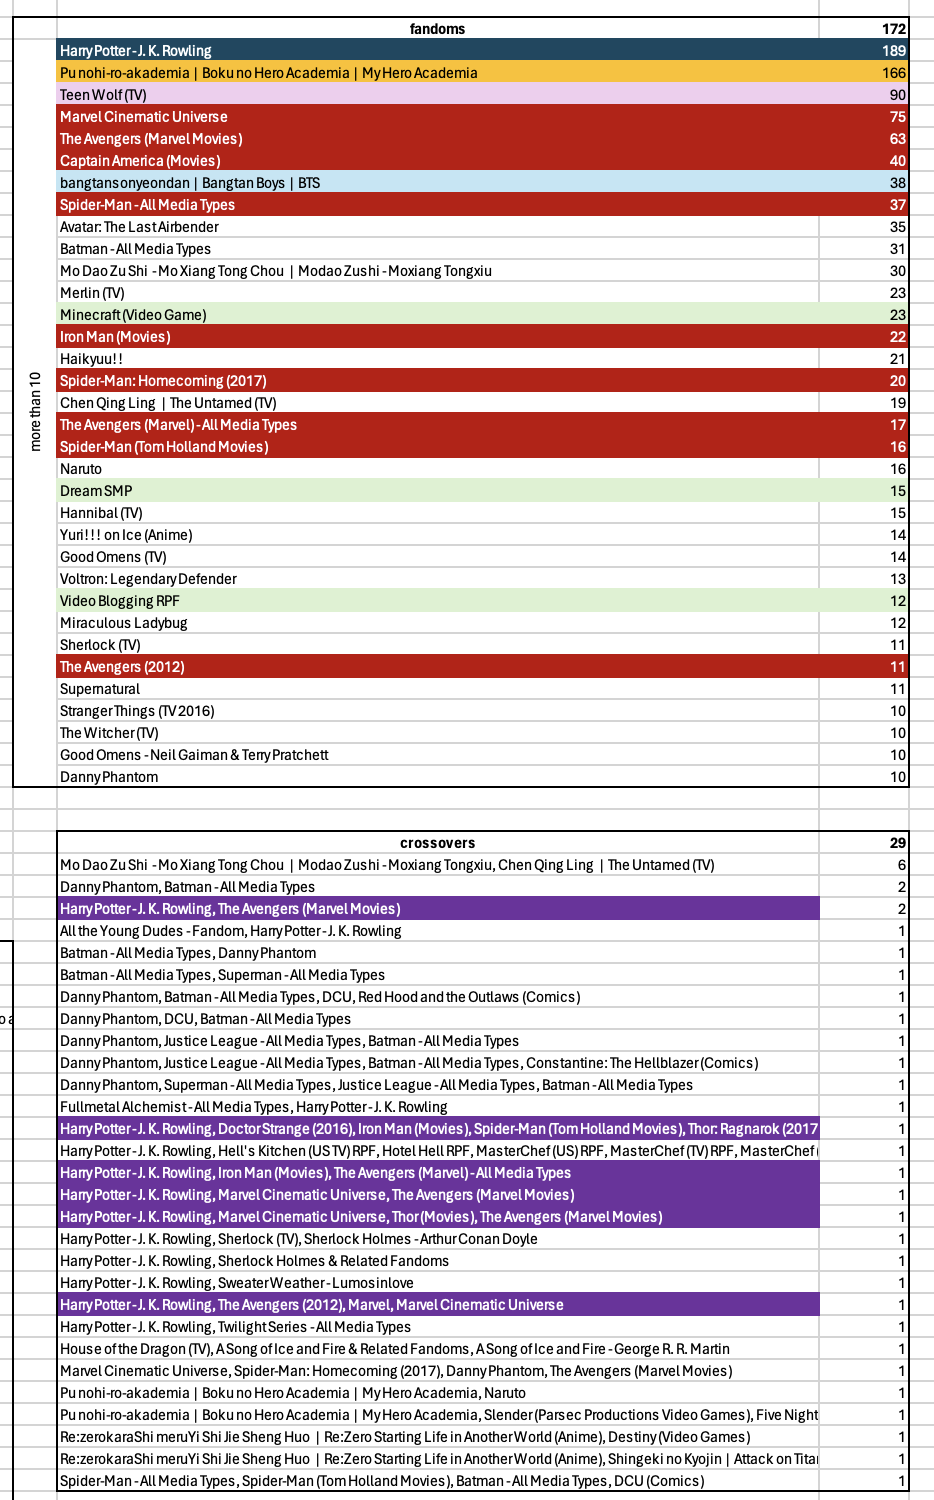 fandoms 172
Harry Potter - J. K. Rowling 189
Pu nohi-ro-akademia | Boku no Hero Academia | My Hero Academia 166
Teen Wolf (TV) 90
Marvel Cinematic Universe 75
The Avengers (Marvel Movies) 63
Captain America (Movies) 40
bangtansonyeondan | Bangtan Boys | BTS 38
Spider-Man - All Media Types 37
Avatar: The Last Airbender 35
Batman - All Media Types 31
Mo Dao Zu Shi - Mo Xiang Tong Chou | Modao Zushi - Moxiang Tongxiu 30
Merlin (TV) 23
Minecraft (Video Game) 23
Iron Man (Movies) 22
Haikyuu!! 21
Spider-Man: Homecoming (2017) 20
more than 10
Chen Qing Ling | The Untamed (TV) 19
The Avengers (Marvel) - All Media Types 17
Spider-Man (Tom Holland Movies) 16
Naruto 16
Dream SMP 15
Hannibal (TV) 15
Yuri!!! on Ice (Anime) 14
Good Omens (TV) 14
Voltron: Legendary Defender 13
Video Blogging RPF 12
Miraculous Ladybug 12
Sherlock (TV) 11
The Avengers (2012) 11
Supernatural 11
Stranger Things (TV 2016) 10
The Witcher (TV) 10
Good Omens - Neil Gaiman & Terry Pratchett 10
Danny Phantom 10
crossovers 29
Mo Dao Zu Shi - Mo Xiang Tong Chou | Modao Zushi - Moxiang Tongxiu, Chen Qing Ling | The Untamed (TV) 6
Danny Phantom, Batman - All Media Types 2
Harry Potter - J. K. Rowling, The Avengers (Marvel Movies) 2
All the Young Dudes - Fandom, Harry Potter - J. K. Rowling 1
Batman - All Media Types, Danny Phantom 1
Batman - All Media Types, Superman - All Media Types 1
Danny Phantom, Batman - All Media Types, DCU, Red Hood and the Outlaws (Comics) 1
Danny Phantom, DCU, Batman - All Media Types 1
Danny Phantom, Justice League - All Media Types, Batman - All Media Types 1
Danny Phantom, Justice League - All Media Types, Batman - All Media Types, Constantine: The Hellblazer (Comics) 1
Danny Phantom, Superman - All Media Types, Justice League - All Media Types, Batman - All Media Types 1
Fullmetal Alchemist - All Media Types, Harry Potter - J. K. Rowling 1
Harry Potter - J. K. Rowling, Doctor Strange (2016), Iron Man (Movies), Spider-Man (Tom Holland Movies), Thor: Ragnarok (2017 1
Harry Potter - J. K. Rowling, Hell's Kitchen (US TV) RPF, Hotel Hell RPF, MasterChef (US) RPF, MasterChef (TV) RPF, MasterChef ( 1
Harry Potter - J. K. Rowling, Iron Man (Movies), The Avengers (Marvel) - All Media Types 1
Harry Potter - J. K. Rowling, Marvel Cinematic Universe, The Avengers (Marvel Movies) 1
Harry Potter - J. K. Rowling, Marvel Cinematic Universe, Thor (Movies), The Avengers (Marvel Movies) 1
Harry Potter - J. K. Rowling, Sherlock (TV), Sherlock Holmes - Arthur Conan Doyle 1
Harry Potter - J. K. Rowling, Sherlock Holmes & Related Fandoms 1
Harry Potter - J. K. Rowling, Sweater Weather - Lumosinlove 1
Harry Potter - J. K. Rowling, The Avengers (2012), Marvel, Marvel Cinematic Universe 1
Harry Potter - J. K. Rowling, Twilight Series - All Media Types 1
House of the Dragon (TV), A Song of Ice and Fire & Related Fandoms, A Song of Ice and Fire - George R. R. Martin 1
Marvel Cinematic Universe, Spider-Man: Homecoming (2017), Danny Phantom, The Avengers (Marvel Movies) 1
Pu nohi-ro-akademia | Boku no Hero Academia | My Hero Academia, Naruto 1
Pu nohi-ro-akademia | Boku no Hero Academia | My Hero Academia, Slender (Parsec Productions Video Games), Five Night 1
Re:zerokaraShi meruYi Shi Jie Sheng Huo | Re:Zero Starting Life in Another World (Anime), Destiny (Video Games) 1
Re:zerokaraShi meruYi Shi Jie Sheng Huo | Re:Zero Starting Life in Another World (Anime), Shingeki no Kyojin | Attack on Titan 1
Spider-Man - All Media Types, Spider-Man (Tom Holland Movies), Batman - All Media Types, DCU (Comics) 1